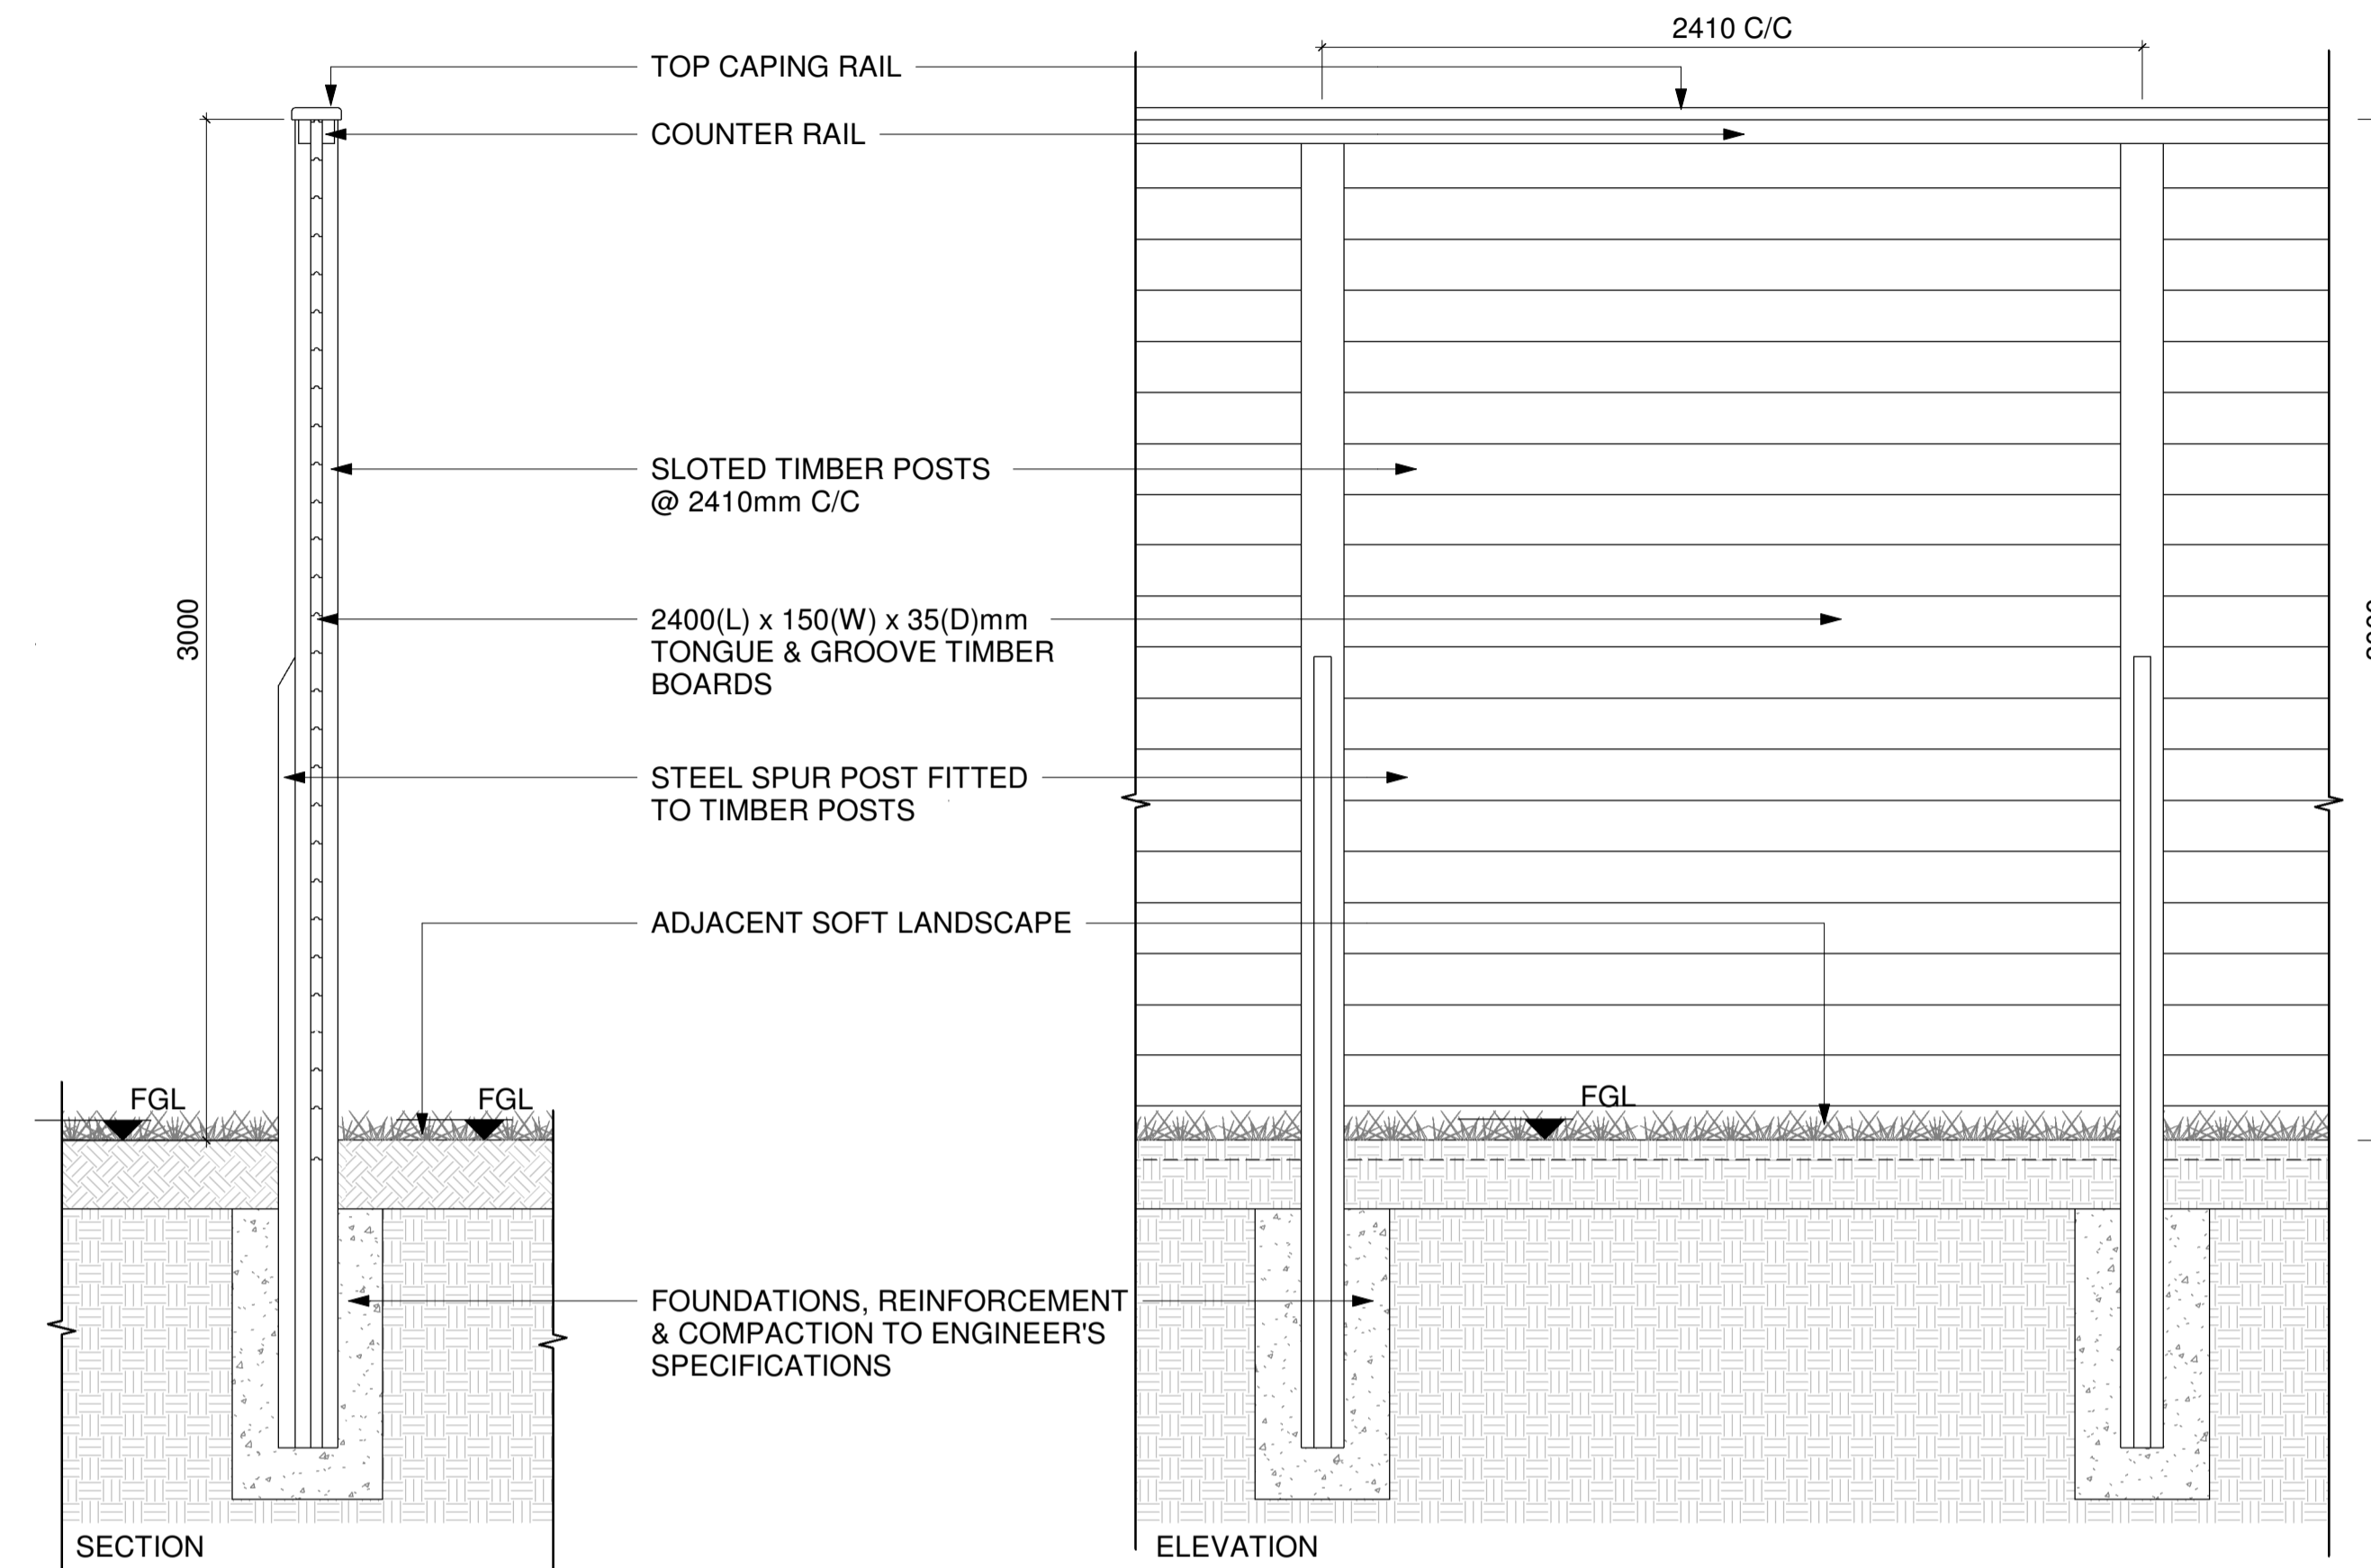 2410 C/C
TOP CAPING RAIL
COUNTER RAIL
SLOTED TIMBER POSTS
@ 2410mm C/C
3000
2400(L) x 150(W) x 35(D)mm
TONGUE & GROOVE TIMBER
BOARDS
STEEL SPUR POST FITTED
TO TIMBER POSTS
ADJACENT SOFT LANDSCAPE
FGL
FGL
FGL
FOUNDATIONS, REINFORCEMENT
& COMPACTION TO ENGINEER'S
SPECIFICATIONS
SECTION
ELEVATION